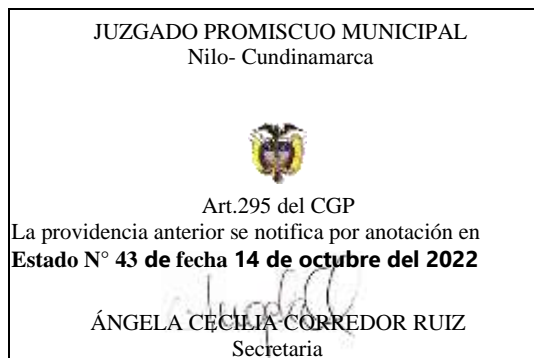 JUZGADO PROMISCUO MUNICIPAL
Nilo- Cundinamarca
Art.295 del CGP
La providencia anterior se notifica por anotación en
Estado N° 43 de fecha 14 de octubre del 2022
ÁNGELA CECILIA CORREDOR RUIZ
Secretaria